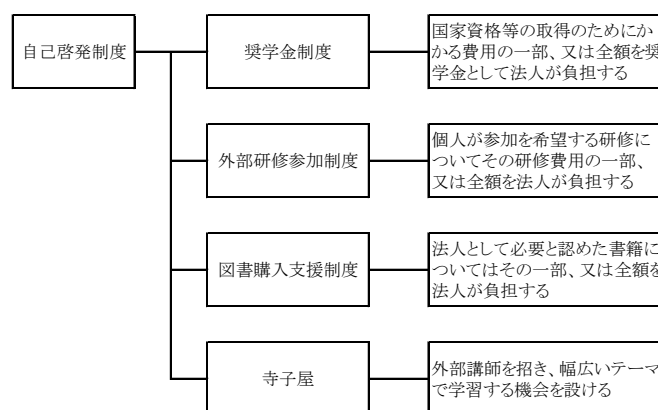 自己啓発制度
奨学金制度
国家資格等の取得のためにか
かる費用の一部、又は全額を奨
学金として法人が負担する
外部研修参加制度
個人が参加を希望する研修に
ついてその研修費用の一部、
又は全額を法人が負担する
図書購入支援制度
法人として必要と認めた書籍に
ついてはその一部、又は全額を
法人が負担する
寺子屋
外部講師を招き、幅広いテーマ
で学習する機会を設ける